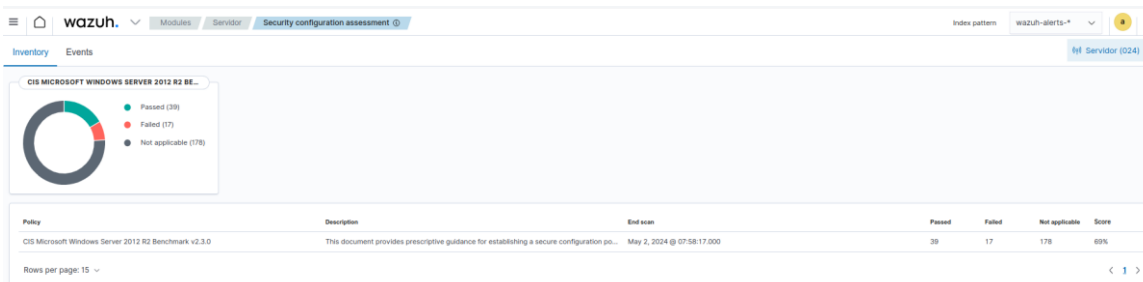 wazuh. Modules Servidor Security configuration assessment Index pattern wazuh-alerts-* a
Inventory Events Servidor (024)
CIS MICROSOFT WINDOWS SERVER 2012 R2 BE...
Passed (39)
Failed (17)
Not applicable (178)
Policy Description End scan Passed Failed Not applicable Score
CIS Microsoft Windows Server 2012 R2 Benchmark v2.3.0 This document provides prescriptive guidance for establishing a secure configuration po... May 2, 2024 @ 07:58:17.000 39 17 178 69%
Rows per page: 15 < 1 >